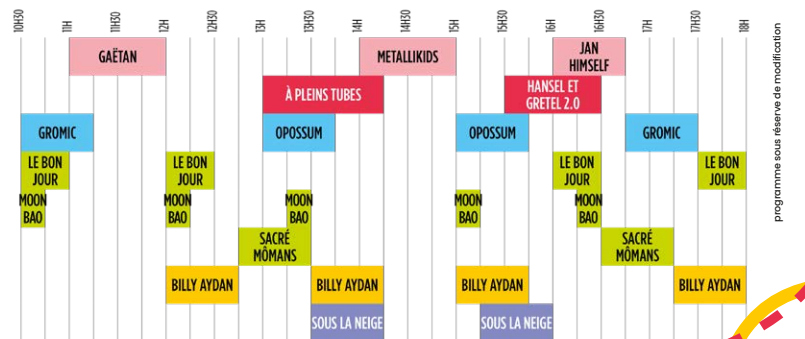 10H30 11H 11H30 12H 12H30 13H 13H30 14H 14H30 15H 15H30 16H 16H30 17H 17H30 18H
GAËTAN
METALLIKIDS
JAN
HIMSELF
À PLEINS TUBES
HANSEL ET
GRETEL 2.0
GROMIC
OPOSSUM
OPOSSUM
GROMIC
LE BON
JOUR
LE BON
JOUR
LE BON
JOUR
LE BON
JOUR
MOON
BAO
MOON
BAO
MOON
BAO
MOON
BAO
MOON
BAO
SACRÉ
MÔMANS
SACRÉ
MÔMANS
BILLY AYDAN
BILLY AYDAN
BILLY AYDAN
BILLY AYDAN
SOUS LA NEIGE
SOUS LA NEIGE
programme sous réserve de modification